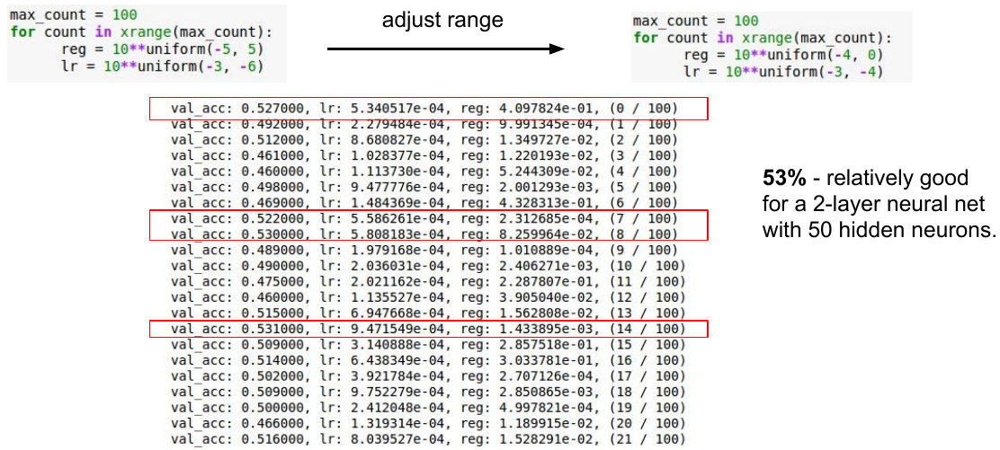 max_count = 100
for count in xrange(max_count):
reg = 10**uniform(-5, 5)
lr = 10**uniform(-3, -6)
adjust range
max_count = 100
for count in xrange(max_count):
reg = 10**uniform(-4, 0)
lr = 10**uniform(-3, -4)
val_acc: 0.527000, lr: 5.340517e-04, reg: 4.097824e-01, (0 / 100)
val_acc: 0.492000, lr: 2.279484e-04, reg: 9.991345e-04, (1 / 100)
val_acc: 0.512000, lr: 8.680827e-04, reg: 1.349727e-02, (2 / 100)
val_acc: 0.461000, lr: 1.028377e-04, reg: 1.220193e-02, (3 / 100)
val_acc: 0.460000, lr: 1.113730e-04, reg: 5.244309e-02, (4 / 100)
val_acc: 0.498000, lr: 9.477776e-04, reg: 2.001293e-03, (5 / 100)
val_acc: 0.469000, lr: 1.484369e-04, reg: 4.328313e-01, (6 / 100)
val_acc: 0.522000, lr: 5.586261e-04, reg: 2.312685e-04, (7 / 100)
val_acc: 0.530000, lr: 5.808183e-04, reg: 8.259964e-02, (8 / 100)
val_acc: 0.489000, lr: 1.979168e-04, reg: 1.010889e-04, (9 / 100)
val_acc: 0.490000, lr: 2.036031e-04, reg: 2.406271e-03, (10 / 100)
val_acc: 0.475000, lr: 2.021162e-04, reg: 2.287807e-01, (11 / 100)
val_acc: 0.460000, lr: 1.135527e-04, reg: 3.905040e-02, (12 / 100)
val_acc: 0.515000, lr: 6.947668e-04, reg: 1.562808e-02, (13 / 100)
val_acc: 0.531000, lr: 9.471549e-04, reg: 1.433895e-03, (14 / 100)
val_acc: 0.509000, lr: 3.140888e-04, reg: 2.857518e-01, (15 / 100)
val_acc: 0.514000, lr: 6.438349e-04, reg: 3.033781e-01, (16 / 100)
val_acc: 0.502000, lr: 3.921784e-04, reg: 2.707126e-04, (17 / 100)
val_acc: 0.509000, lr: 9.752279e-04, reg: 2.850865e-03, (18 / 100)
val_acc: 0.500000, lr: 2.412048e-04, reg: 4.997821e-04, (19 / 100)
val_acc: 0.466000, lr: 1.319314e-04, reg: 1.189915e-02, (20 / 100)
val_acc: 0.516000, lr: 8.039527e-04, reg: 1.528291e-02, (21 / 100)
53% - relatively good
for a 2-layer neural net
with 50 hidden neurons.